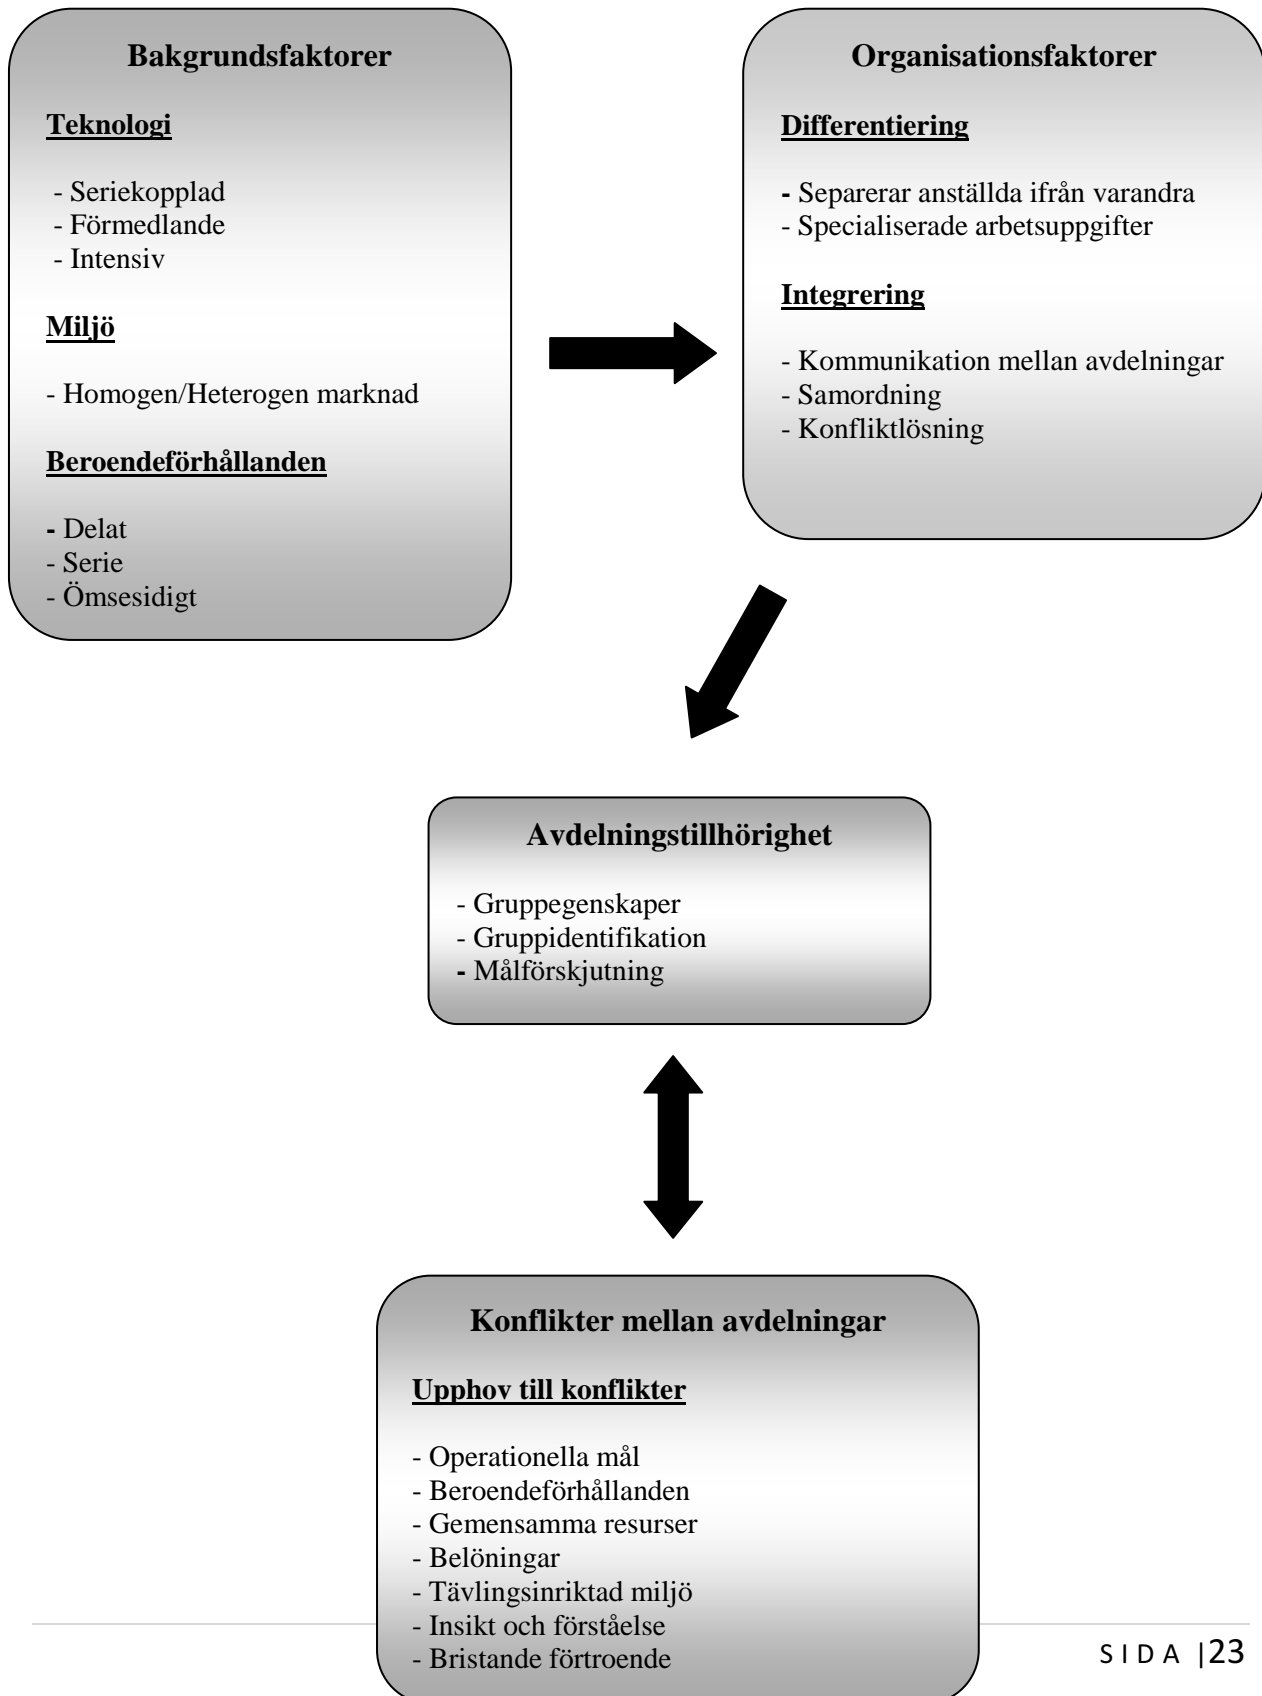 Bakgrundsfaktorer
Teknologi
- Seriekopplad
- Förmedlande
- Intensiv
Miljö
- Homogen/Heterogen marknad
Beroendeförhållanden
- Delat
- Serie
- Ömsesidigt
Organisationsfaktorer
Differentiering
- Separerar anställda ifrån varandra
- Specialiserade arbetsuppgifter
Integrering
- Kommunikation mellan avdelningar
- Samordning
- Konfliktlösning
Avdelningstillhörighet
- Gruppegenskaper
- Gruppidentifikation
- Målförskjutning
Konflikter mellan avdelningar
Upphov till konflikter
- Operationella mål
- Beroendeförhållanden
- Gemensamma resurser
- Belöningar
- Tävlingsinriktad miljö
- Insikt och förståelse
- Bristande förtroende
SIDA |23